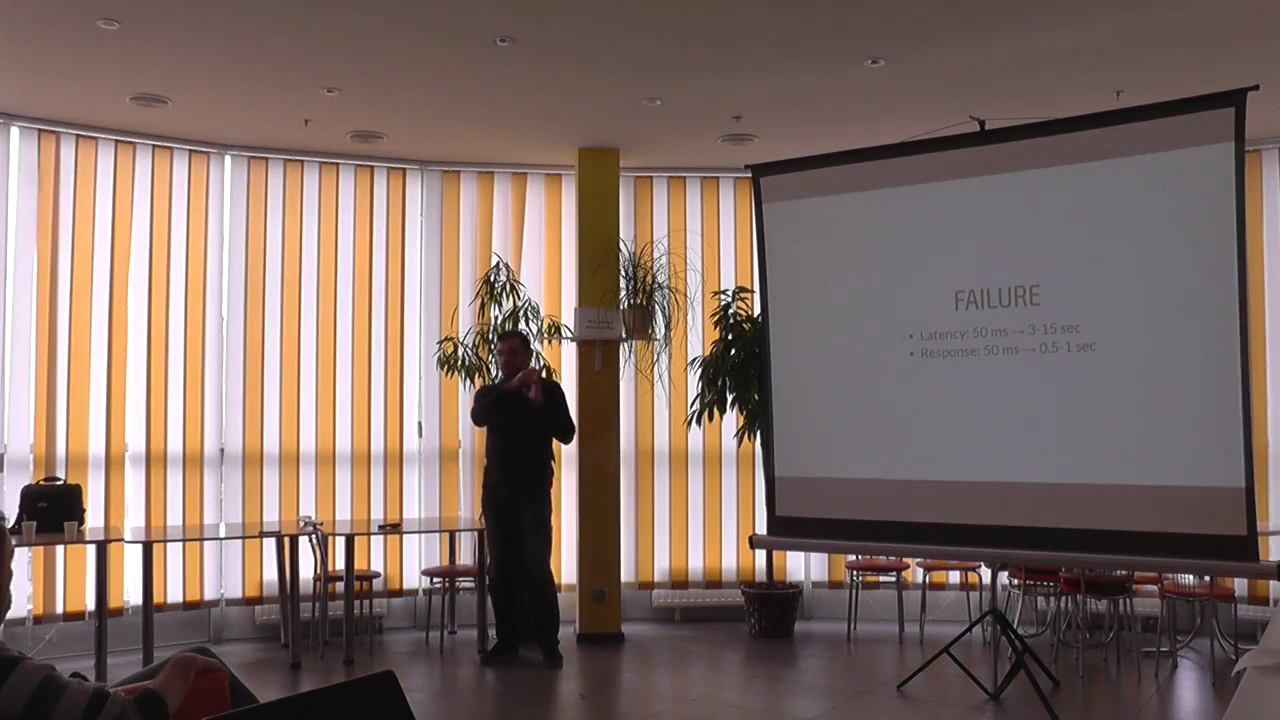 FAILURE
• Latency: 50 ms → 3-15 sec
• Response: 50 ms → 0.5-1 sec